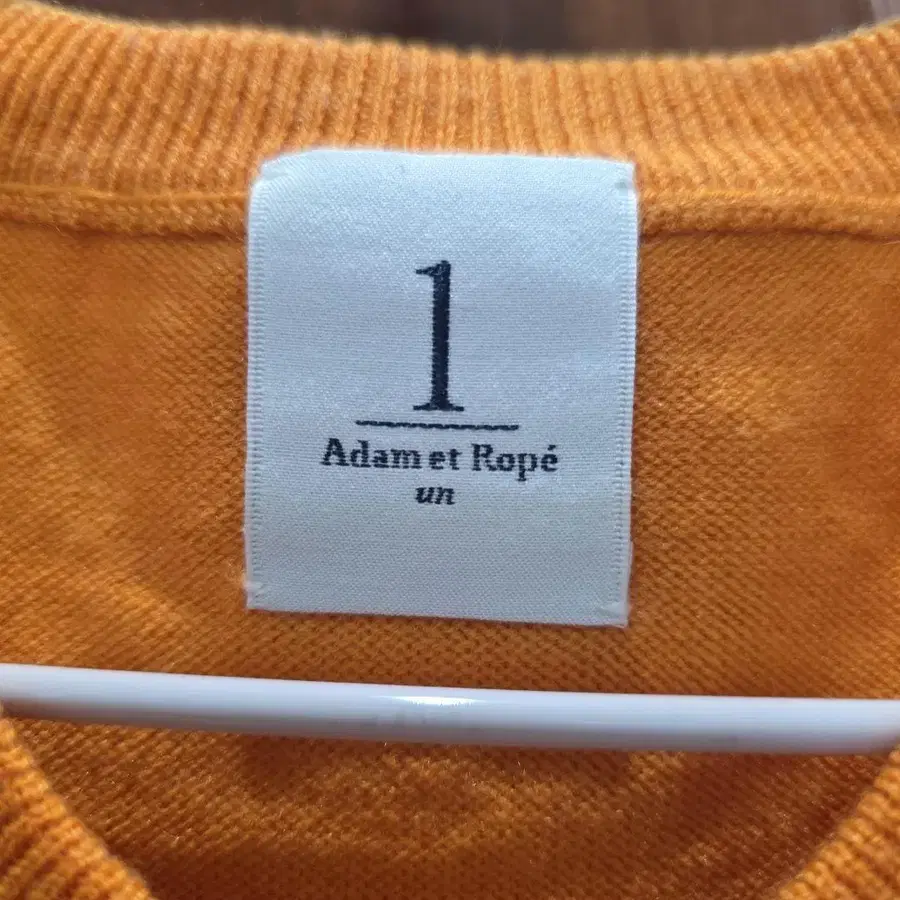 1
Adam et Ropé
un